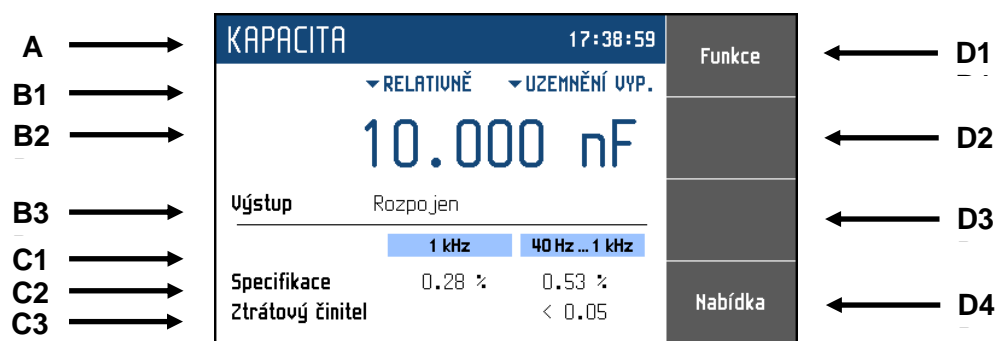 A KAPACITA 17:38:59 Funkce D1
B1 RELATIVNĚ UZEMNĚNÍ VYP.
B2 10.000 nF D2
B3 Výstup Rozpojen D3
C1 1 kHz 40 Hz ... 1 kHz
C2 Specifikace 0.28 % 0.53 %
C3 Ztrátový činitel < 0.05 Nabídka D4